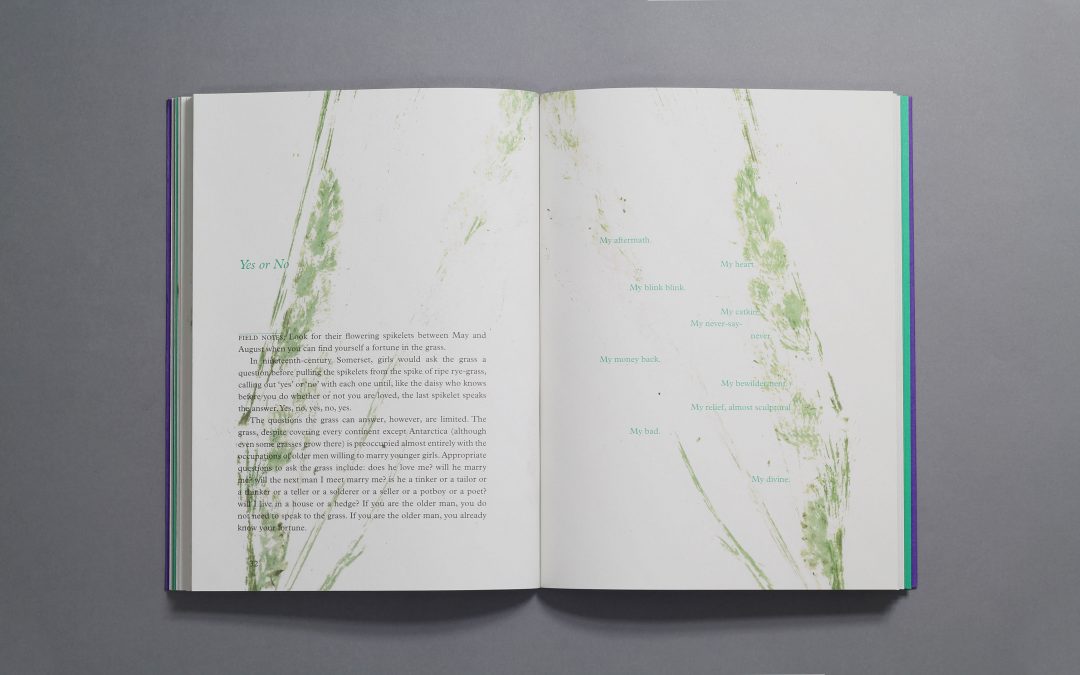 Yes or No
FIELD NOTES: Look for their flowering spikelets between May and
August when you can find yourself a fortune in the grass.
In nineteenth-century Somerset, girls would ask the grass a
question before pulling the spikelets from the spike of ripe rye-grass,
calling out ‘yes’ or ‘no’ with each one until, like the daisy who knows
before you do whether or not you are loved, the last spikelet speaks
the answer. Yes, no, yes, no, yes.
The questions the grass can answer, however, are limited. The
grass, despite covering every continent except Antarctica (although
even some grasses grow there) is preoccupied almost entirely with the
occupations of older men willing to marry younger girls. Appropriate
questions to ask the grass include: does he love me? will he marry
me? will the next man I meet marry me? is he a tinker or a tailor or
a thinker or a teller or a solderer or a seller or a potboy or a poet?
will I live in a house or a hedge? If you are the older man, you do
not need to speak to the grass. If you are the older man, you already
know your fortune.
32
My aftermath.
My heart.
My blink blink.
My catkin.
My never-say-
never.
My money back.
My bewilderment.
My relief, almost sculptural.
My bad.
My divine.